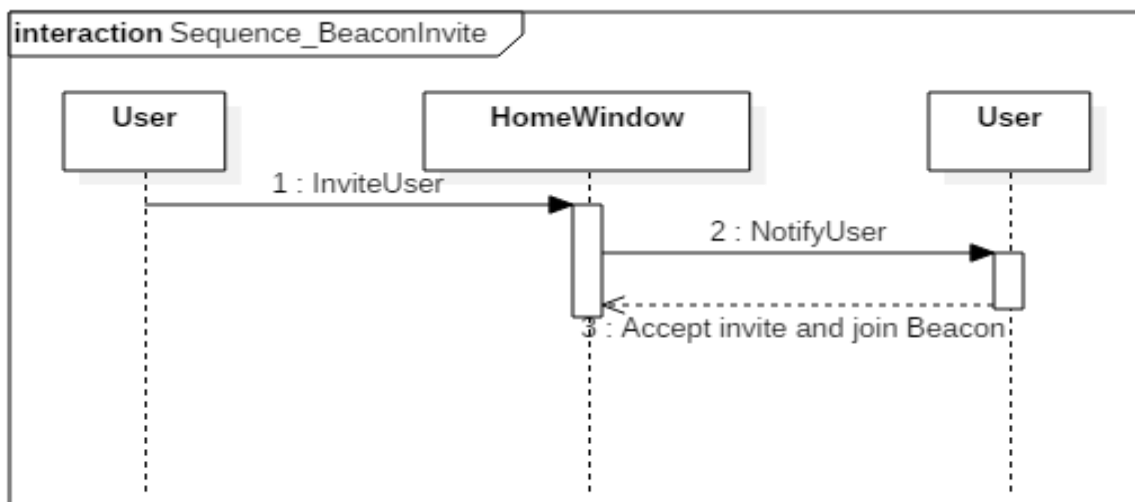 interaction Sequence_BeaconInvite
User
HomeWindow
User
1 : InviteUser
2 : NotifyUser
3 : Accept invite and join Beacon